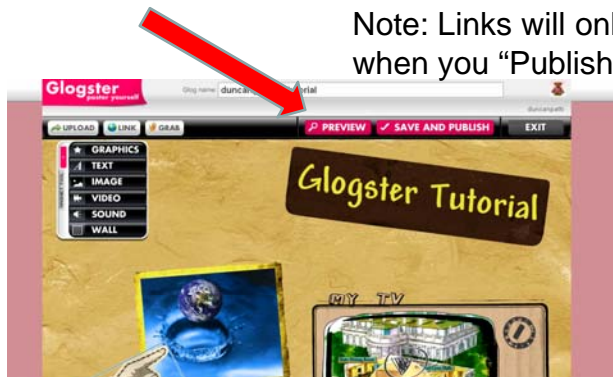 Note: Links will onl
when you “Publish
Glogster
poster yourself
Glog name: duncan
rial
duncanpatti
UPLOAD LINK GRAB
PREVIEW SAVE AND PUBLISH EXIT
GRAPHICS
TEXT
IMAGE
VIDEO
SOUND
WALL
Glogster Tutorial
MY TV